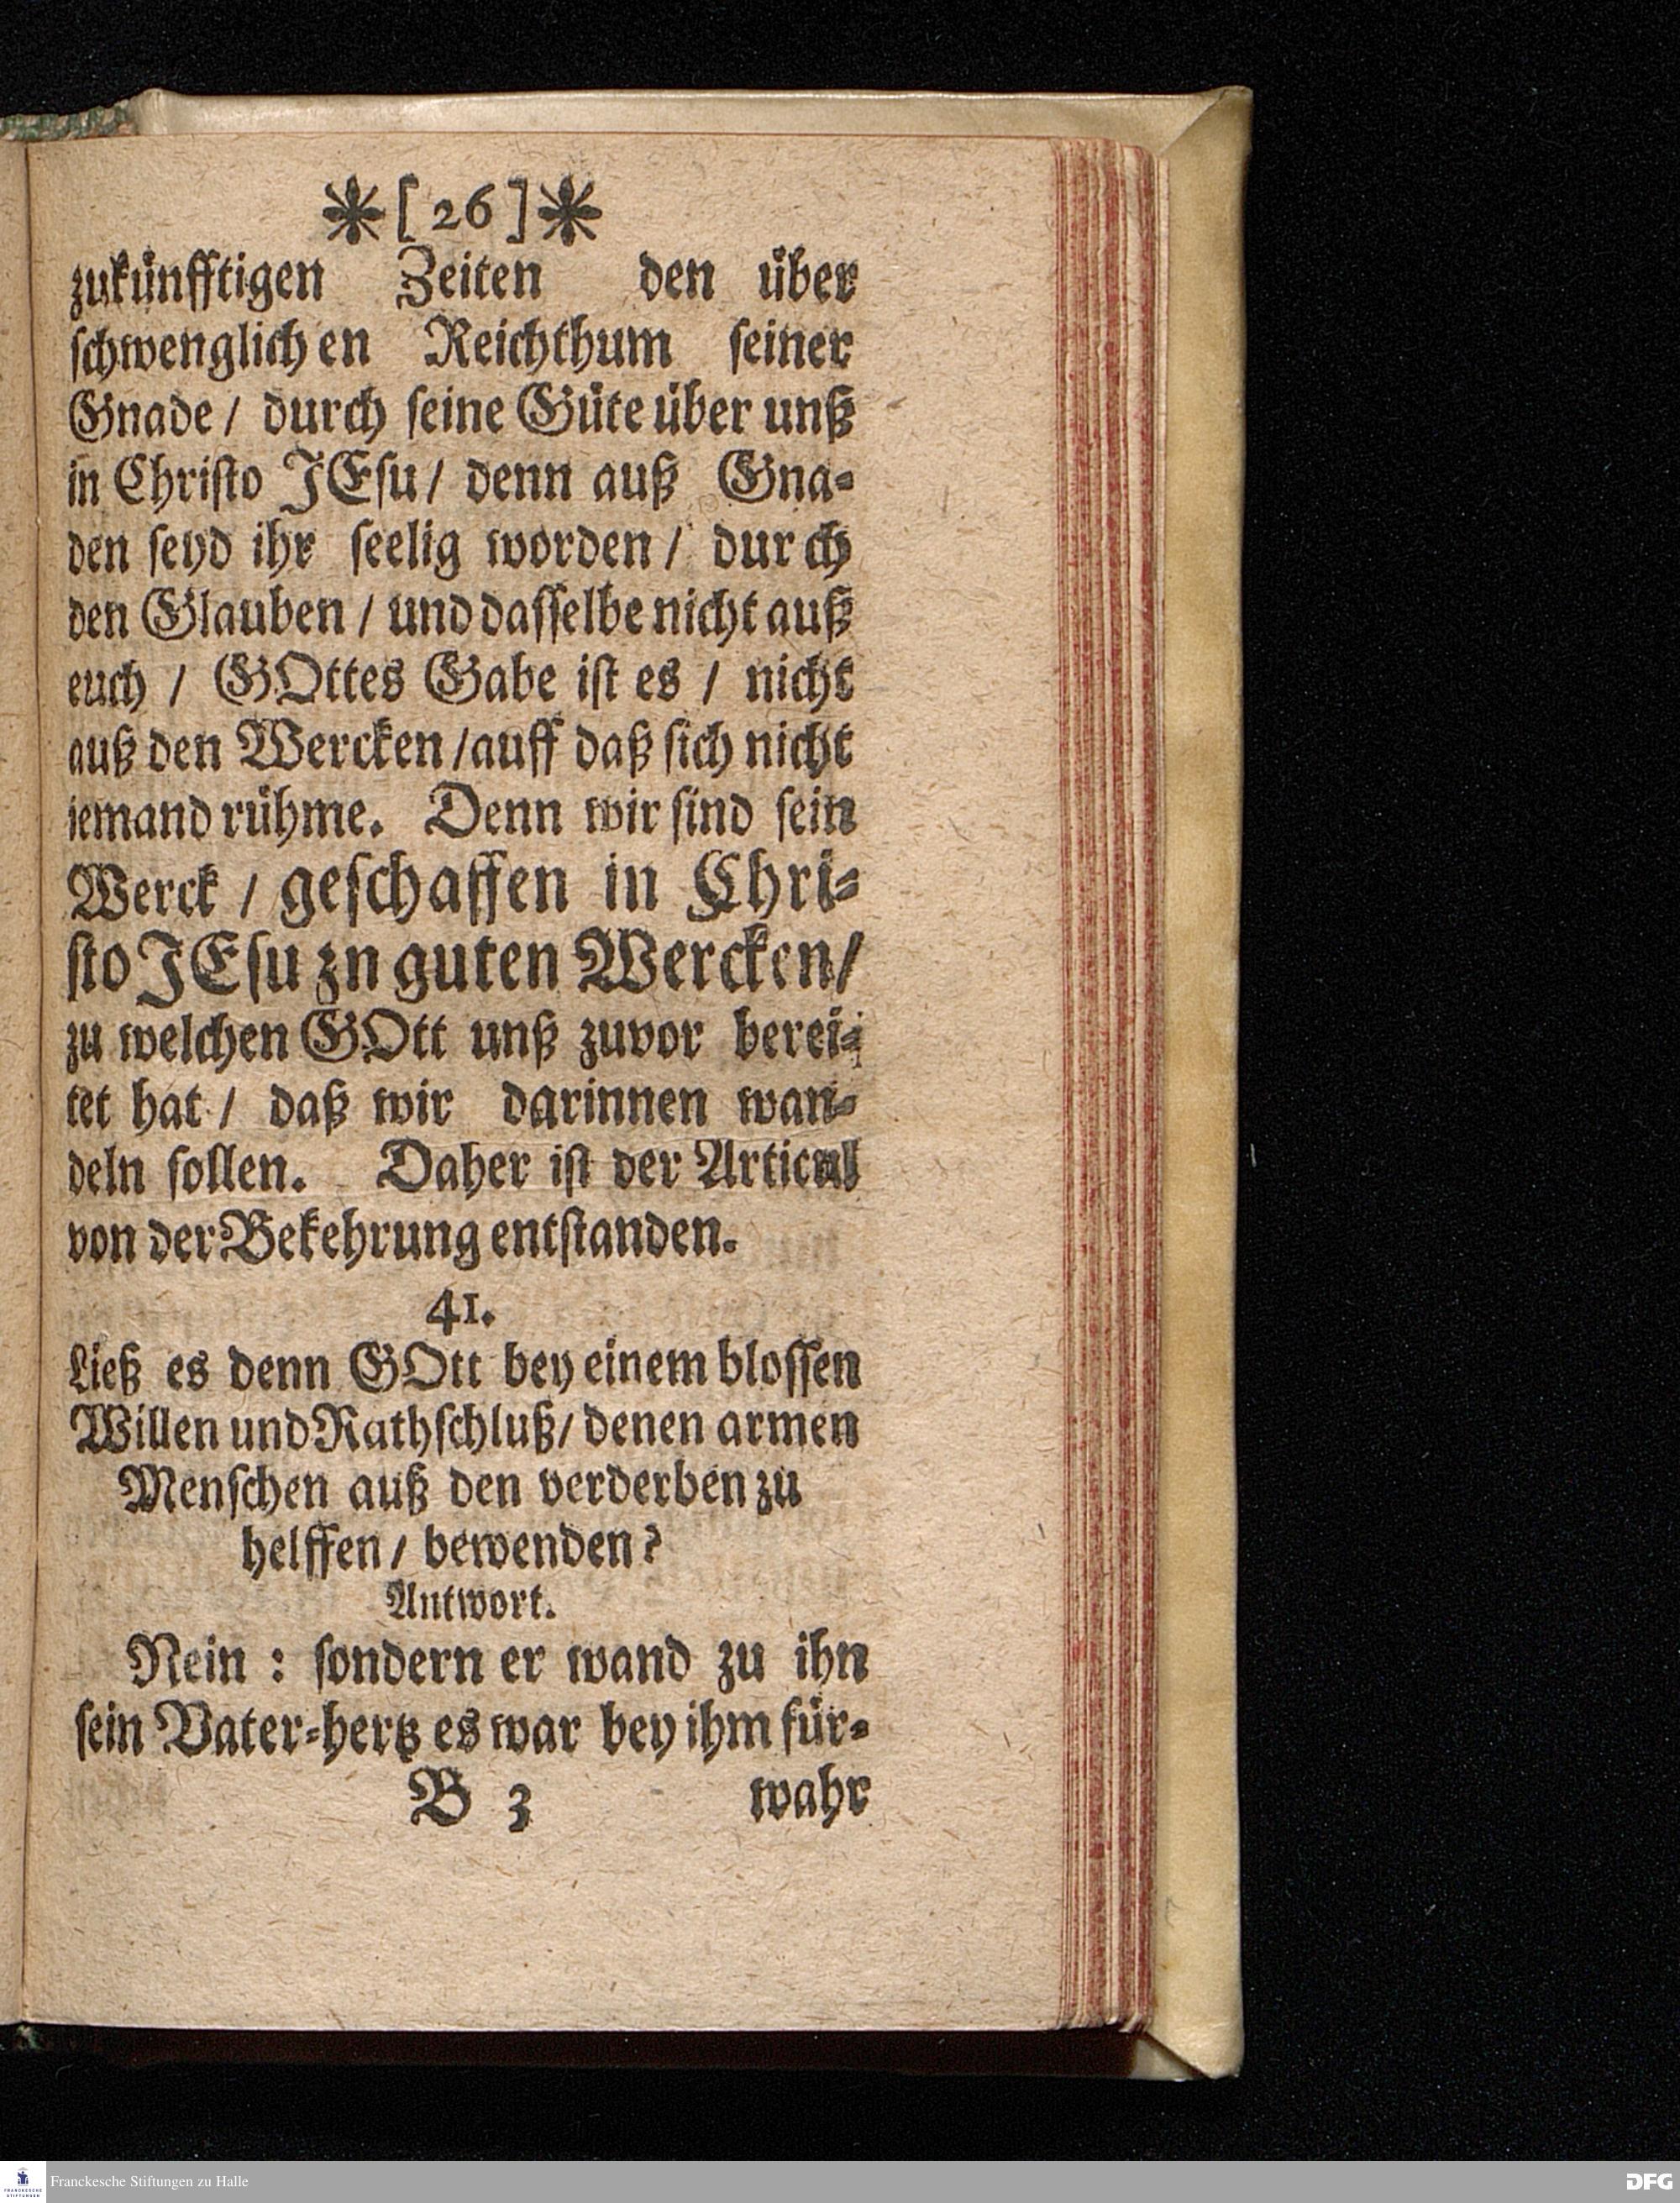 *[26]*
zukünfftigen Zeiten den über
schwenglichen Reichthum seiner
Gnade / durch seine Güte über unß
in Christo JEsu / denn auß Gna-
den seyd ihr seelig worden / durch
den Glauben / und dasselbe nicht auß
euch / GOttes Gabe ist es / nicht
auß den Wercken /auff daß sich nicht
iemand rühme. Denn wir sind sein
Werck / geschaffen in Chri-
sto JEsu zn guten Wercken/
zu welchen GOtt unß zuvor berei-
tet hat / daß wir darinnen wan-
deln sollen. Daher ist der Articul
von der Bekehrung entstanden.
41.
Ließ es denn GOtt bey einem blossen
Willen und Rathschluß/ denen armen
Menschen auß den verderben zu
helffen / bewenden?
Antwort.
Nein : sondern er wand zu ihn
sein Vater-hertz es war bey ihm für-
B 3 wahr
FRANCKESCHE STIFTUNGEN
Franckesche Stiftungen zu Halle
DFG